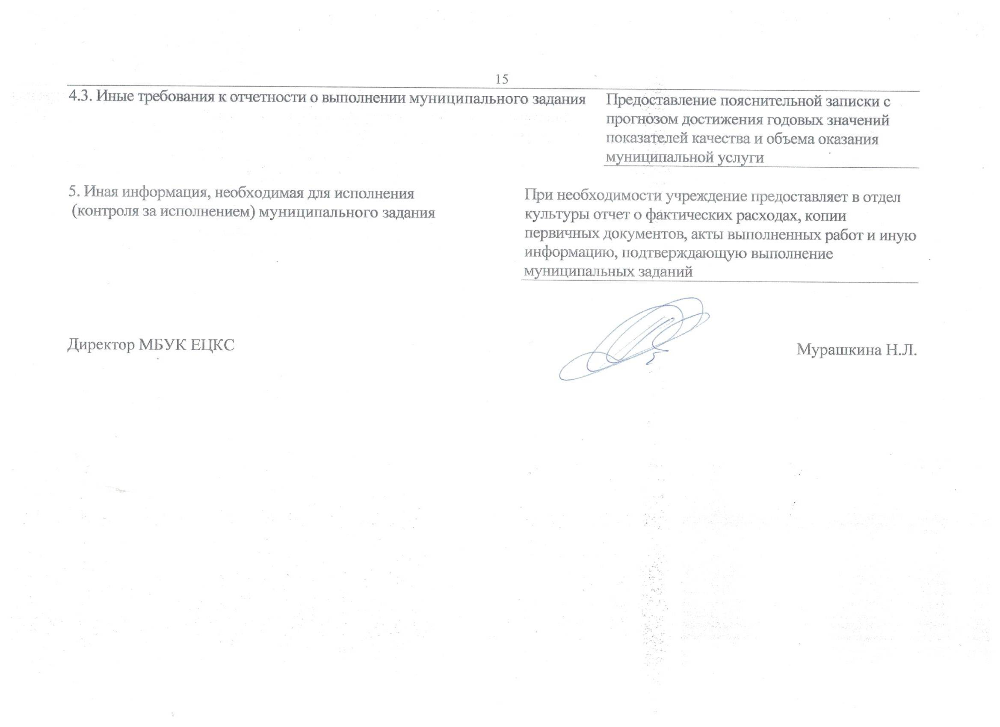 15
4.3. Иные требования к отчетности о выполнении муниципального задания
Предоставление пояснительной записки с
прогнозом достижения годовых значений
показателей качества и объема оказания
муниципальной услуги
5. Иная информация, необходимая для исполнения
(контроля за исполнением) муниципального задания
При необходимости учреждение предоставляет в отдел
культуры отчет о фактических расходах, копии
первичных документов, акты выполненных работ и иную
информацию, подтверждающую выполнение
муниципальных заданий
Директор МБУК ЕЦКС
Мурашкина Н.Л.